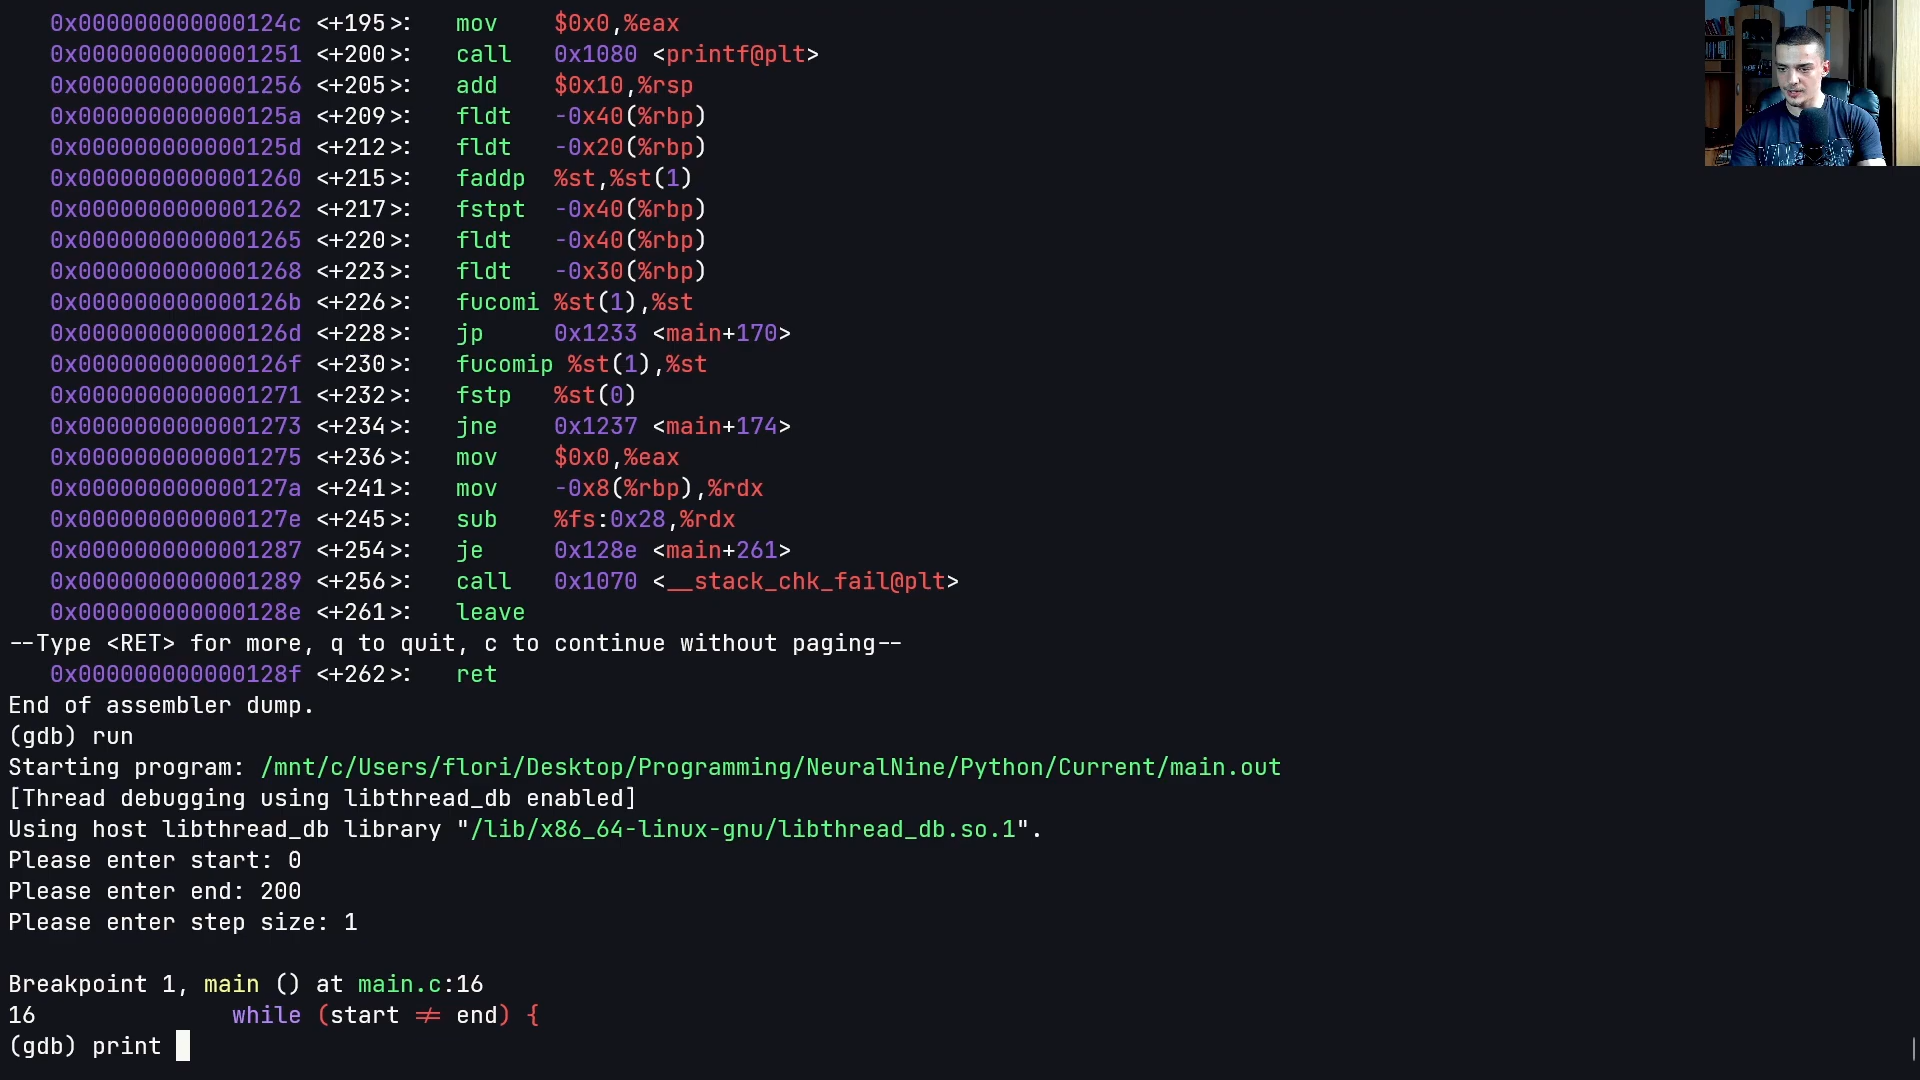 0x000000000000124c <+195>: mov $0x0,%eax
0x0000000000001251 <+200>: call 0x1080 <printf@plt>
0x0000000000001256 <+205>: add $0x10,%rsp
0x000000000000125a <+209>: fldt -0x40(%rbp)
0x000000000000125d <+212>: fldt -0x20(%rbp)
0x0000000000001260 <+215>: faddp %st,%st(1)
0x0000000000001262 <+217>: fstpt -0x40(%rbp)
0x0000000000001265 <+220>: fldt -0x40(%rbp)
0x0000000000001268 <+223>: fldt -0x30(%rbp)
0x000000000000126b <+226>: fucomi %st(1),%st
0x000000000000126d <+228>: jp 0x1233 <main+170>
0x000000000000126f <+230>: fucomip %st(1),%st
0x0000000000001271 <+232>: fstp %st(0)
0x0000000000001273 <+234>: jne 0x1237 <main+174>
0x0000000000001275 <+236>: mov $0x0,%eax
0x000000000000127a <+241>: mov -0x8(%rbp),%rdx
0x000000000000127e <+245>: sub %fs:0x28,%rdx
0x0000000000001287 <+254>: je 0x128e <main+261>
0x0000000000001289 <+256>: call 0x1070 <__stack_chk_fail@plt>
0x000000000000128e <+261>: leave
--Type <RET> for more, q to quit, c to continue without paging--
0x000000000000128f <+262>: ret
End of assembler dump.
(gdb) run
Starting program: /mnt/c/Users/flori/Desktop/Programming/NeuralNine/Python/Current/main.out
[Thread debugging using libthread_db enabled]
Using host libthread_db library "/lib/x86_64-linux-gnu/libthread_db.so.1".
Please enter start: 0
Please enter end: 200
Please enter step size: 1
Breakpoint 1, main () at main.c:16
16 while (start != end) {
(gdb) print